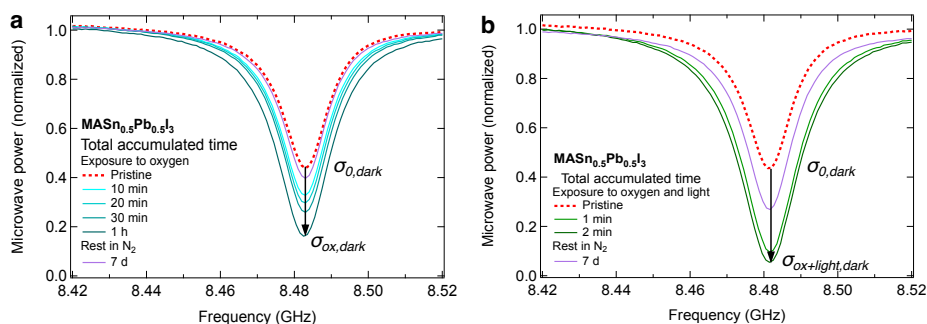 a
Microwave power (normalized)
1.0
0.8
0.6
0.4
0.2
0.0
MASn0.5Pb0.5I3
Total accumulated time
Exposure to oxygen
Pristine
10 min
20 min
30 min
1 h
Rest in N2
7 d
σ0,dark
σox,dark
8.42 8.44 8.46 8.48 8.50 8.52
Frequency (GHz)
b
Microwave power (normalized)
1.0
0.8
0.6
0.4
0.2
0.0
MASn0.5Pb0.5I3
Total accumulated time
Exposure to oxygen and light
Pristine
1 min
2 min
Rest in N2
7 d
σ0,dark
σox+light,dark
8.42 8.44 8.46 8.48 8.50 8.52
Frequency (GHz)